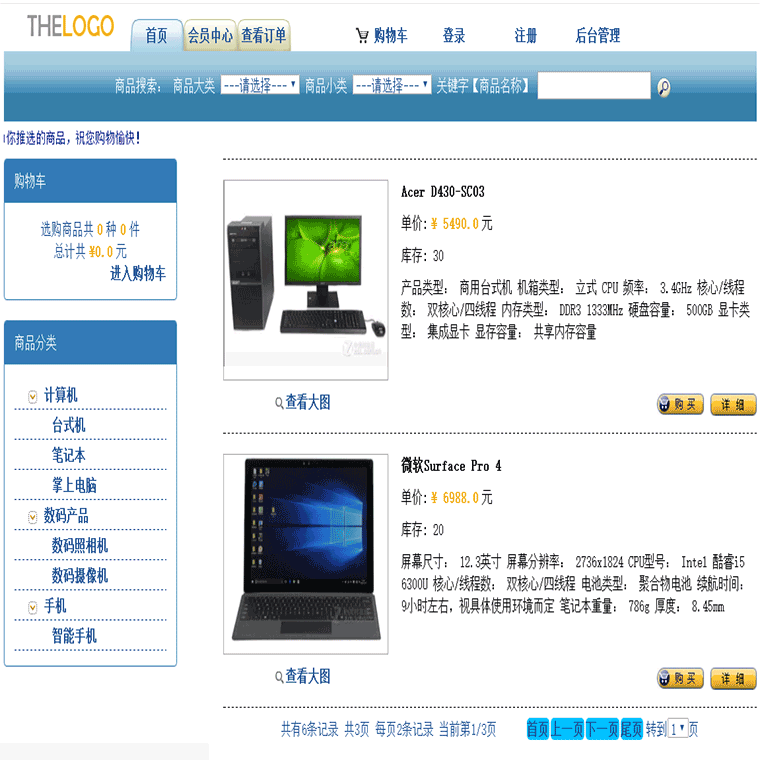 THELOGO
首页 会员中心 查看订单 购物车 登录 注册 后台管理
商品搜索： 商品大类 ---请选择--- 商品小类 ---请选择--- 关键字【商品名称】
你推选的商品，祝您购物愉快！
购物车
选购商品共 0 种 0 件
总计共 ¥0.0 元
进入购物车
商品分类
计算机
台式机
笔记本
掌上电脑
数码产品
数码照相机
数码摄像机
手机
智能手机
Acer D430-SC03
单价: ¥ 5490.0 元
库存: 30
产品类型： 商用台式机 机箱类型： 立式 CPU 频率： 3.4GHz 核心/线程
数： 双核心/四线程 内存类型： DDR3 1333MHz 硬盘容量： 500GB 显卡类
型： 集成显卡 显存容量： 共享内存容量
查看大图
购 买 详 细
微软Surface Pro 4
单价: ¥ 6988.0 元
库存: 20
屏幕尺寸： 12.3英寸 屏幕分辨率： 2736x1824 CPU型号： Intel 酷睿i5
6300U 核心/线程数： 双核心/四线程 电池类型： 聚合物电池 续航时间：
9小时左右，视具体使用环境而定 笔记本重量： 786g 厚度： 8.45mm
查看大图
购 买 详 细
共有6条记录 共3页 每页2条记录 当前第1/3页 首页 上一页 下一页 尾页 转到 1 页